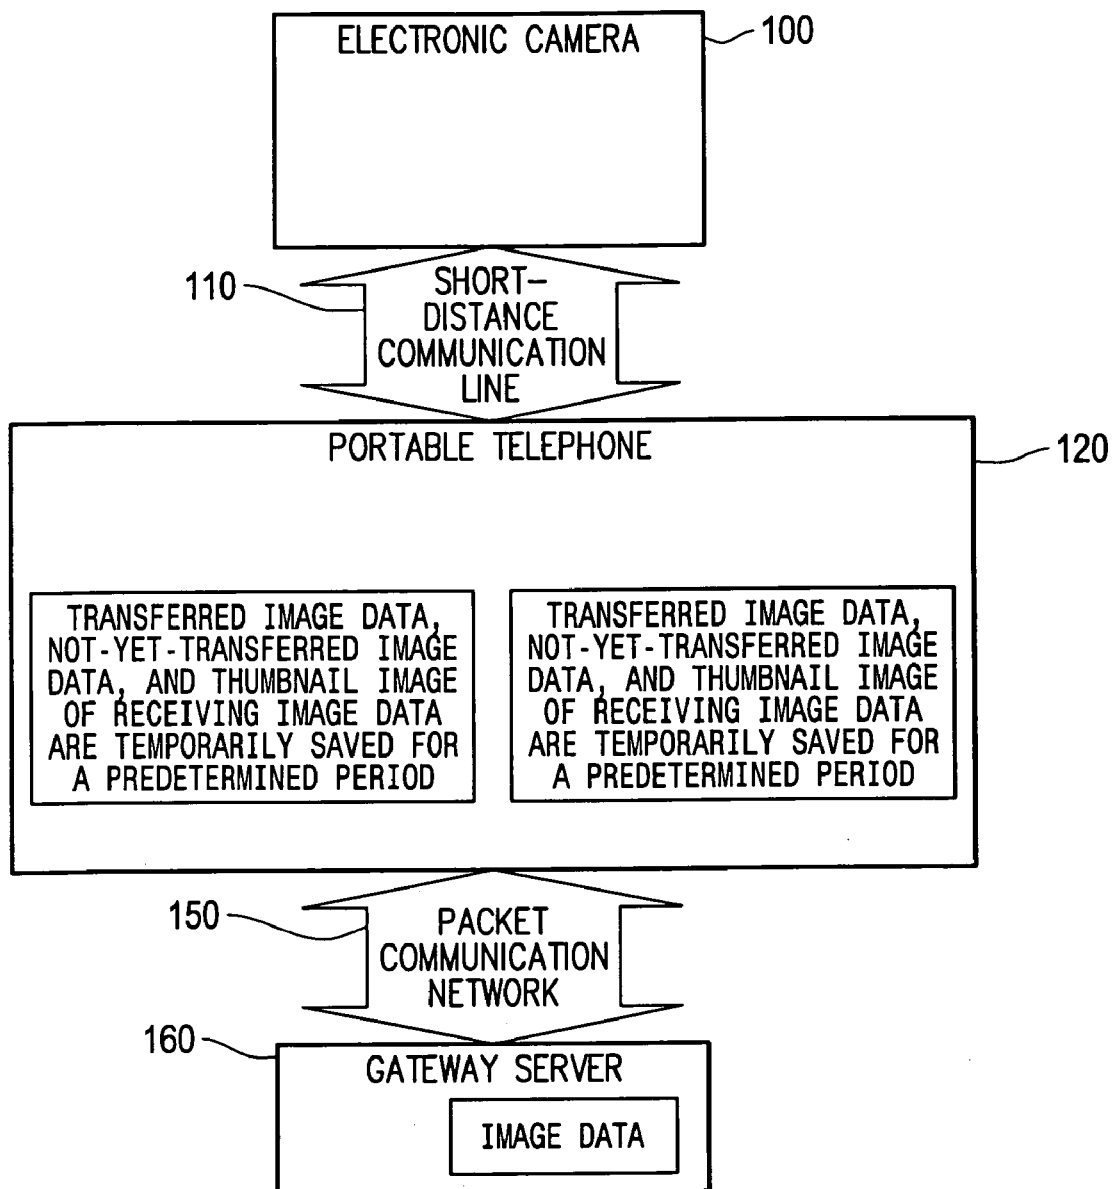 ELECTRONIC CAMERA
100
110
SHORT-
DISTANCE
COMMUNICATION
LINE
PORTABLE TELEPHONE
120
TRANSFERRED IMAGE DATA,
NOT-YET-TRANSFERRED IMAGE
DATA, AND THUMBNAIL IMAGE
OF RECEIVING IMAGE DATA
ARE TEMPORARILY SAVED FOR
A PREDETERMINED PERIOD
TRANSFERRED IMAGE DATA,
NOT-YET-TRANSFERRED IMAGE
DATA, AND THUMBNAIL IMAGE
OF RECEIVING IMAGE DATA
ARE TEMPORARILY SAVED FOR
A PREDETERMINED PERIOD
150
PACKET
COMMUNICATION
NETWORK
160
GATEWAY SERVER
IMAGE DATA